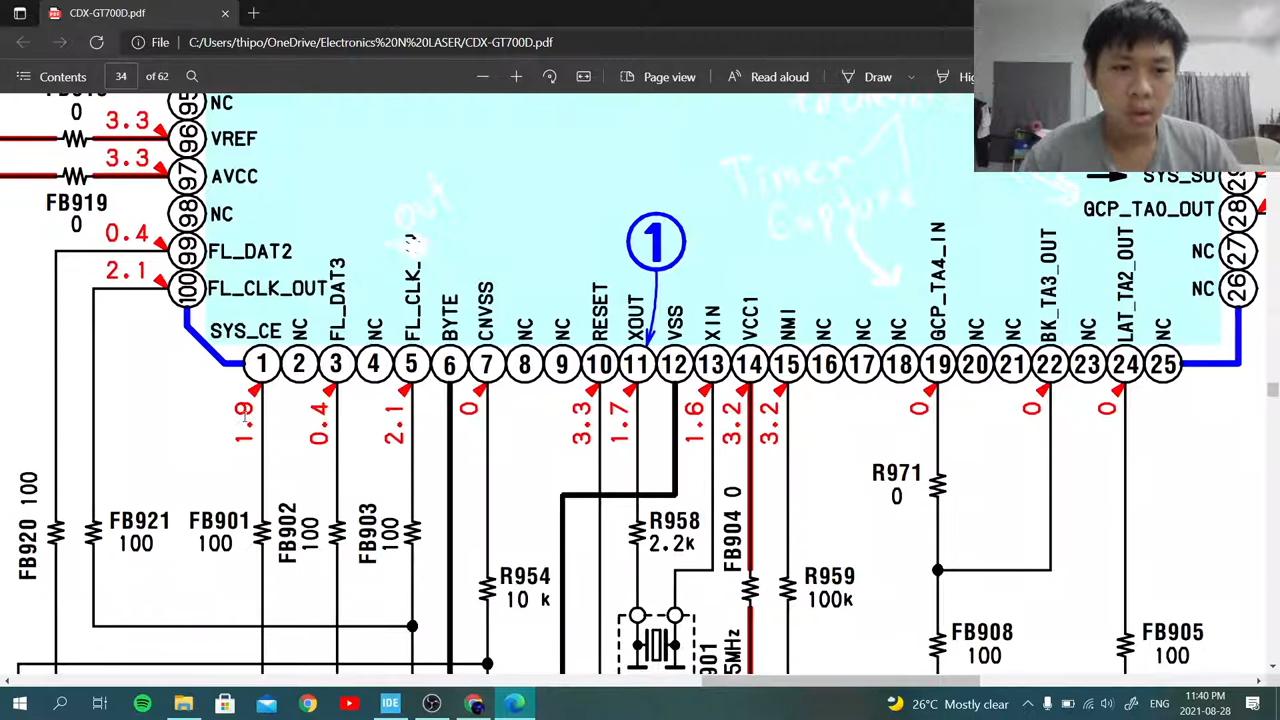 CDX-GT700D.pdf
File C:/Users/thipo/OneDrive/Electronics%20N%20LASER/CDX-GT700D.pdf
Contents 34 of 62 Page view Read aloud Draw
95 NC
0 3.3 96 VREF
3.3 97 AVCC
FB919
0
98 NC
0.4 99 FL_DAT2
2.1 100 FL_CLK_OUT
out
Timer
Capture
1
SYS_SU 29
GCP_TA0_OUT 28
NC 27
NC 26
SYS_CE NC FL_DAT3 NC FL_CLK_ BYTE CNVSS NC NC RESET XOUT VSS XIN VCC1 NMI NC NC NC GCP_TA4_IN NC NC BK_TA3_OUT NC LAT_TA2_OUT NC
1 2 3 4 5 6 7 8 9 10 11 12 13 14 15 16 17 18 19 20 21 22 23 24 25
1.9 0.4 2.1 0 3.3 1.7 1.6 3.2 3.2 0 0 0
FB920 100
FB921
100
FB901
100
FB902
100
FB903
100
R954
10 k
R958
2.2k
FB904 0
R959
100k
R971
0
FB908
100
FB905
100
901
5MHz
IDE 26°C Mostly clear ENG 11:40 PM
2021-08-28